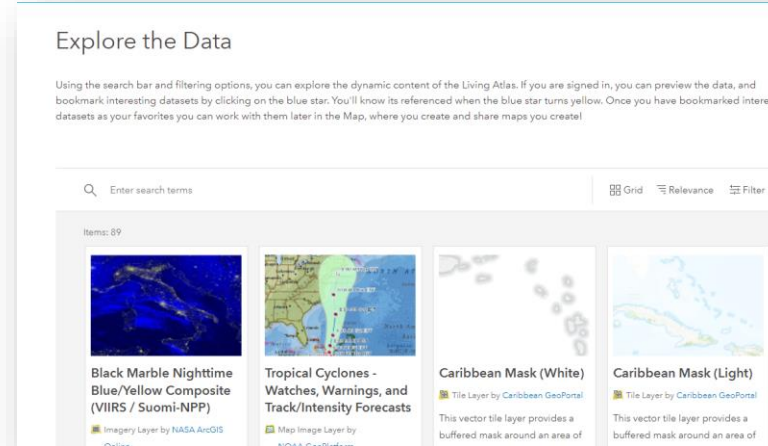 Explore the Data
Using the search bar and filtering options, you can explore the dynamic content of the Living Atlas. If you are signed in, you can preview the data, and
bookmark interesting datasets by clicking on the blue star. You'll know its referenced when the blue star turns yellow. Once you have bookmarked intere
datasets as your favorites you can work with them later in the Map, where you create and share maps you create!
Enter search terms
Grid Relevance Filter
Items: 89
Black Marble Nighttime
Blue/Yellow Composite
(VIIRS / Suomi-NPP)
Imagery Layer by NASA ArcGIS
Online
Tropical Cyclones -
Watches, Warnings, and
Track/Intensity Forecasts
Map Image Layer by
NOAA GeoPlatform
Caribbean Mask (White)
Tile Layer by Caribbean GeoPortal
This vector tile layer provides a
buffered mask around an area of
Caribbean Mask (Light)
Tile Layer by Caribbean GeoPortal
This vector tile layer provides a
buffered mask around an area of